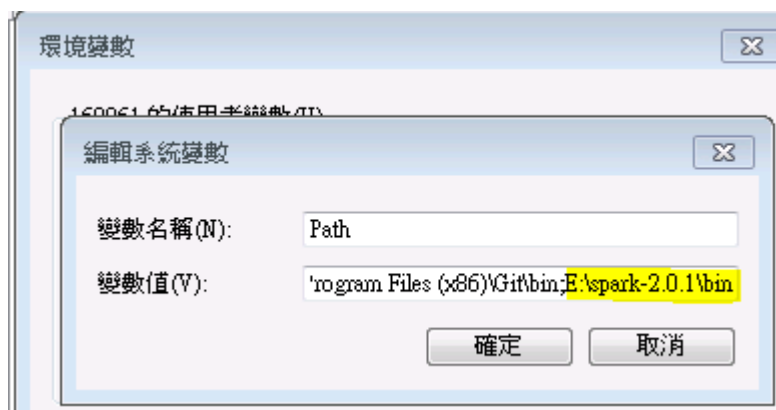 環境變數
160061 的使用者變數(U)
編輯系統變數
變數名稱(N):
Path
變數值(V):
rogram Files (x86)\Git\bin;E:\spark-2.0.1\bin
確定
取消